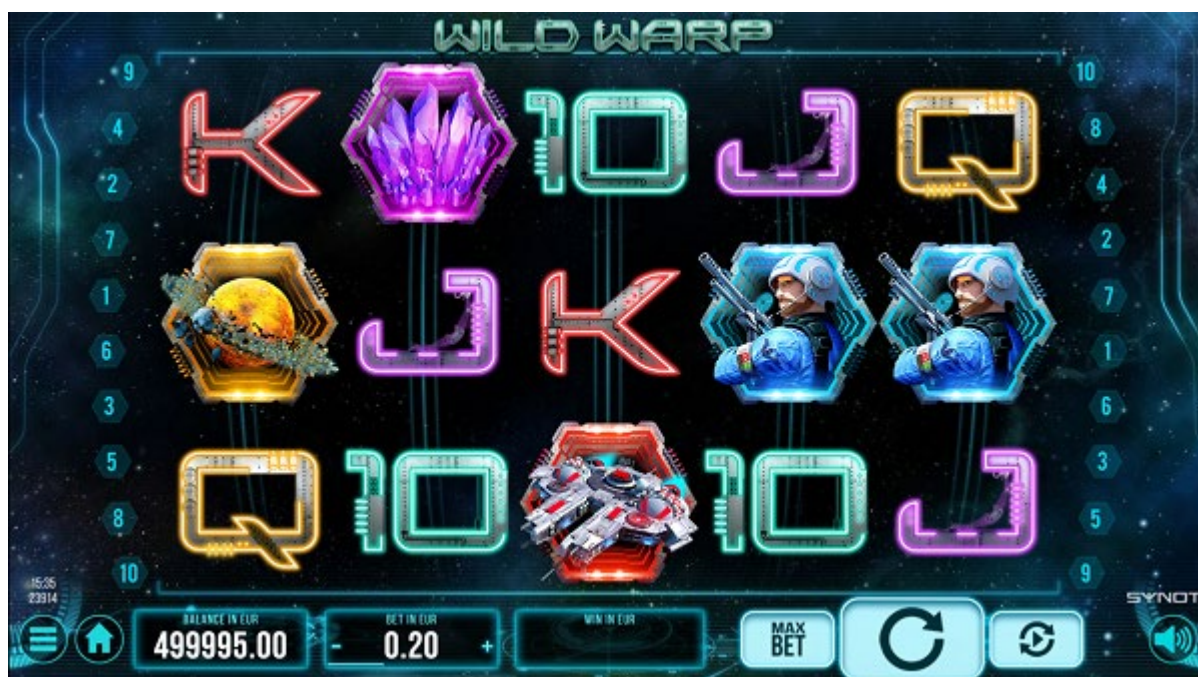 WILD WARP™
9 10
K 10 J Q
4 8
2 4
7 2
J K
1 7
6 1
3 6
Q 10 10 J
5 3
8 5
10 9
15:35
23914
SYNOT
BALANCE IN EUR BET IN EUR WIN IN EUR
499995.00 - 0.20 + MAX
BET